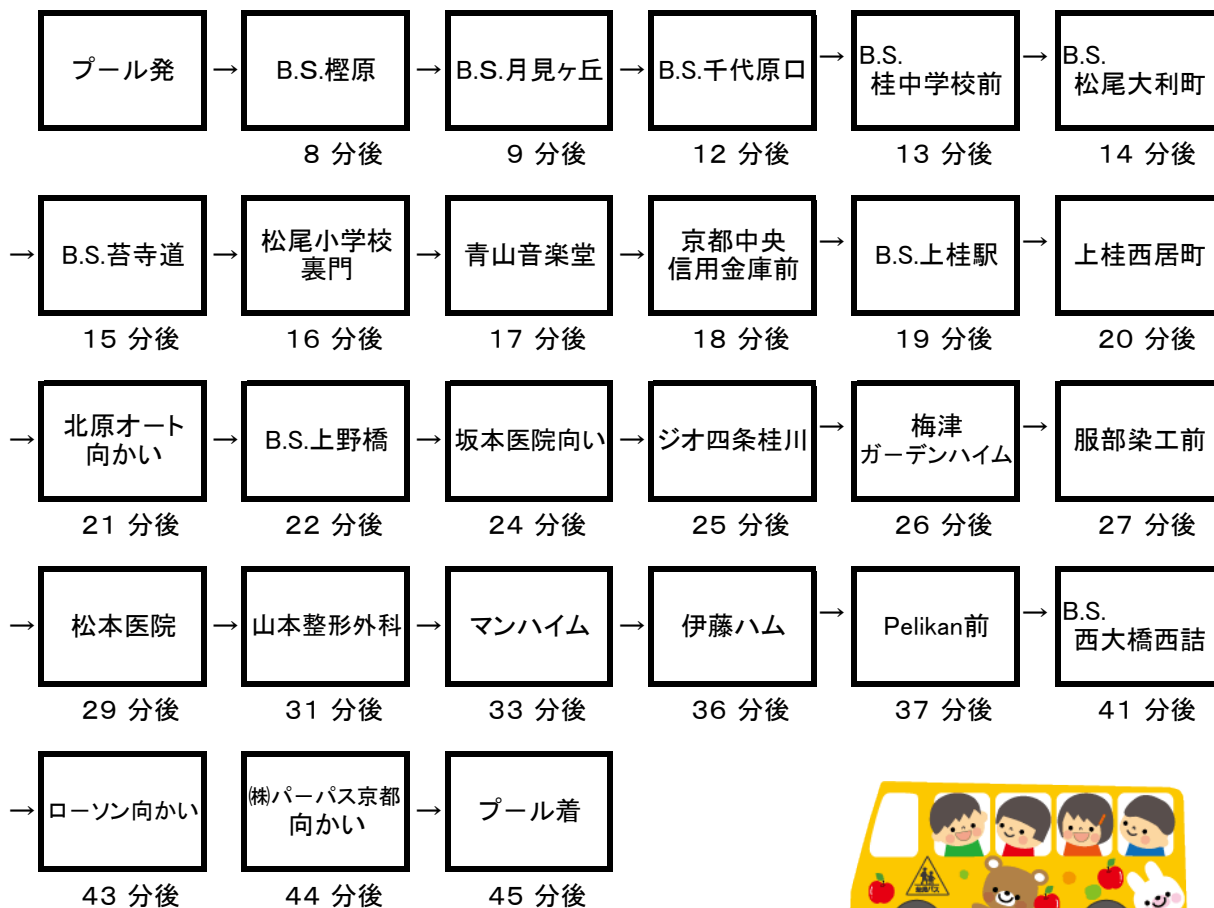 プール発 → B.S.樫原 → B.S.月見ヶ丘 → B.S.千代原口 → B.S.桂中学校前 → B.S.松尾大利町
8 分後 9 分後 12 分後 13 分後 14 分後
→ B.S.苔寺道 → 松尾小学校裏門 → 青山音楽堂 → 京都中央信用金庫前 → B.S.上桂駅 → 上桂西居町
15 分後 16 分後 17 分後 18 分後 19 分後 20 分後
→ 北原オート向かい → B.S.上野橋 → 坂本医院向い → ジオ四条桂川 → 梅津ガーデンハイム → 服部染工前
21 分後 22 分後 24 分後 25 分後 26 分後 27 分後
→ 松本医院 → 山本整形外科 → マンハイム → 伊藤ハム → Pelikan前 → B.S.西大橋西詰
29 分後 31 分後 33 分後 36 分後 37 分後 41 分後
→ ローソン向かい ㈱パーパス京都向かい → プール着
43 分後 44 分後 45 分後